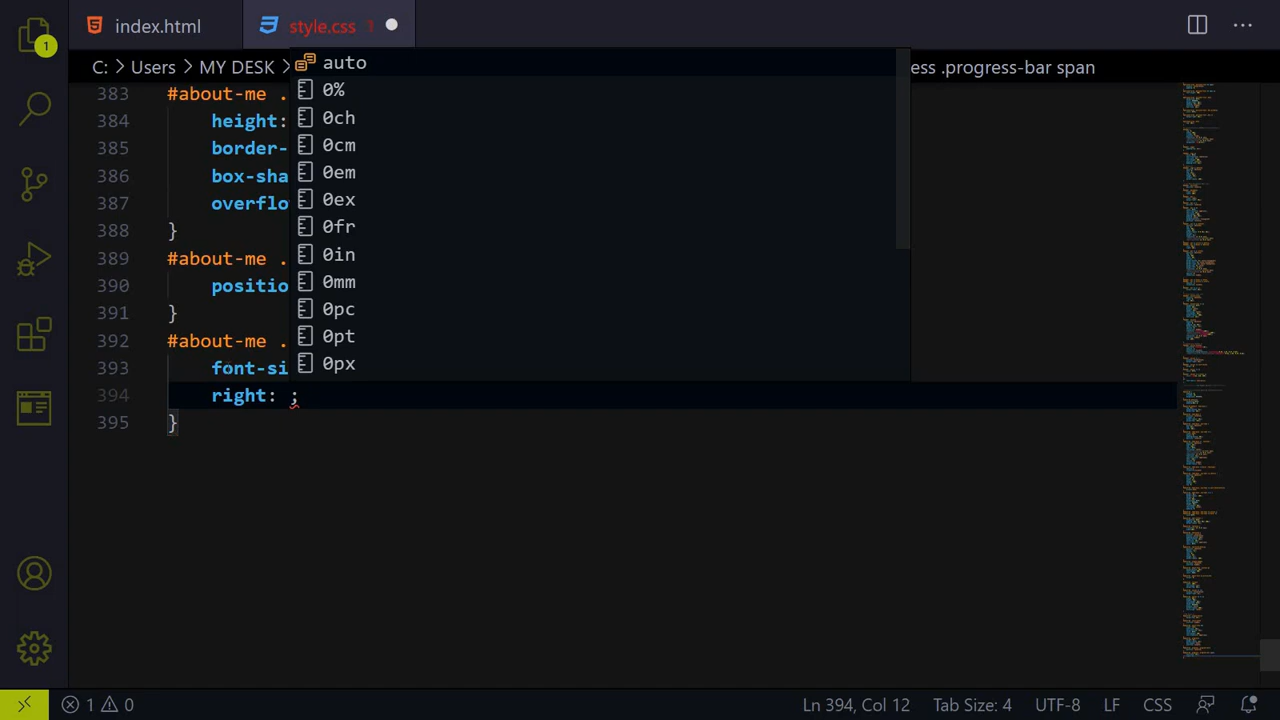 index.html
style.css 1
C: > Users > MY DESK >
ess .progress-bar span
auto
0%
0ch
0cm
0em
0ex
0fr
0in
0mm
0pc
0pt
0px
383 #about-me .
384 height:
385 border-
386 box-sha
387 overflo
388 }
389 #about-me .
390 positio
391 }
392 #about-me .
393 font-si
394 right: ;
395 }
1
1 0
Ln 394, Col 12
Tab Size: 4
UTF-8
LF
CSS